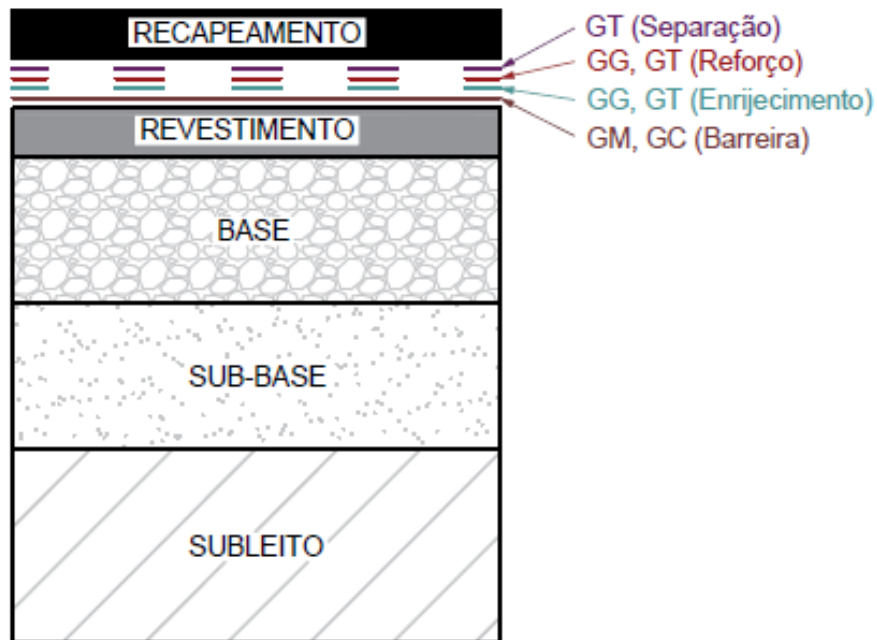 RECAPEAMENTO
GT (Separação)
GG, GT (Reforço)
GG, GT (Enrijecimento)
GM, GC (Barreira)
REVESTIMENTO
BASE
SUB-BASE
SUBLEITO